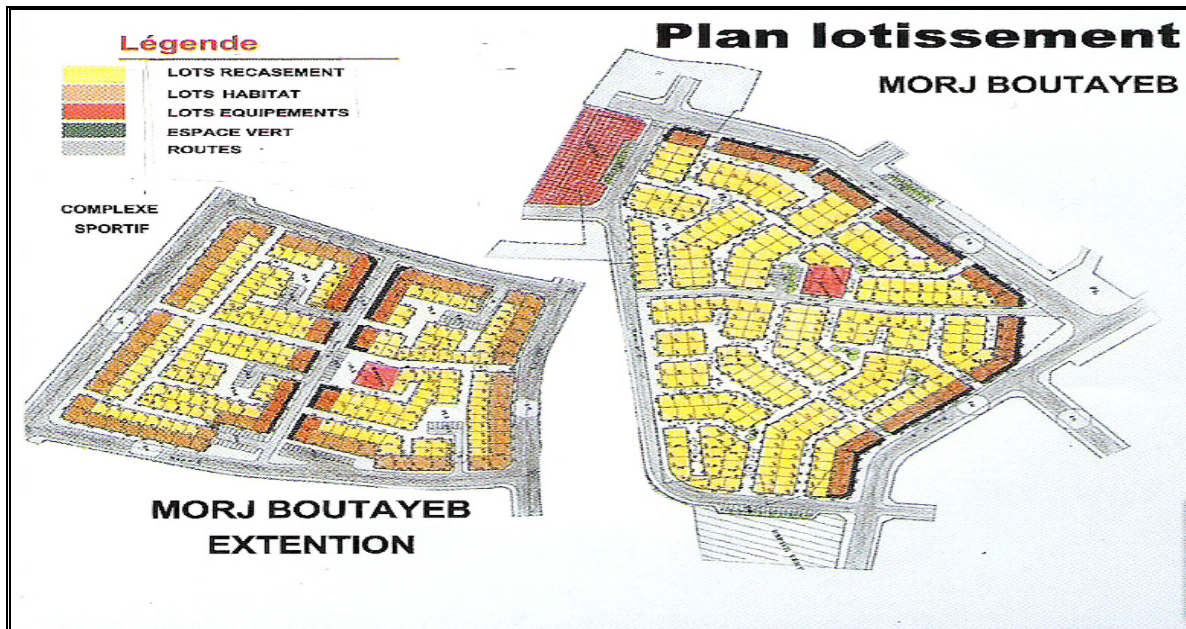 Plan lotissement
MORJ BOUTAYEB
Légende
LOTS RECASEMENT
LOTS HABITAT
LOTS EQUIPEMENTS
ESPACE VERT
ROUTES
COMPLEXE
SPORTIF
MORJ BOUTAYEB
EXTENTION